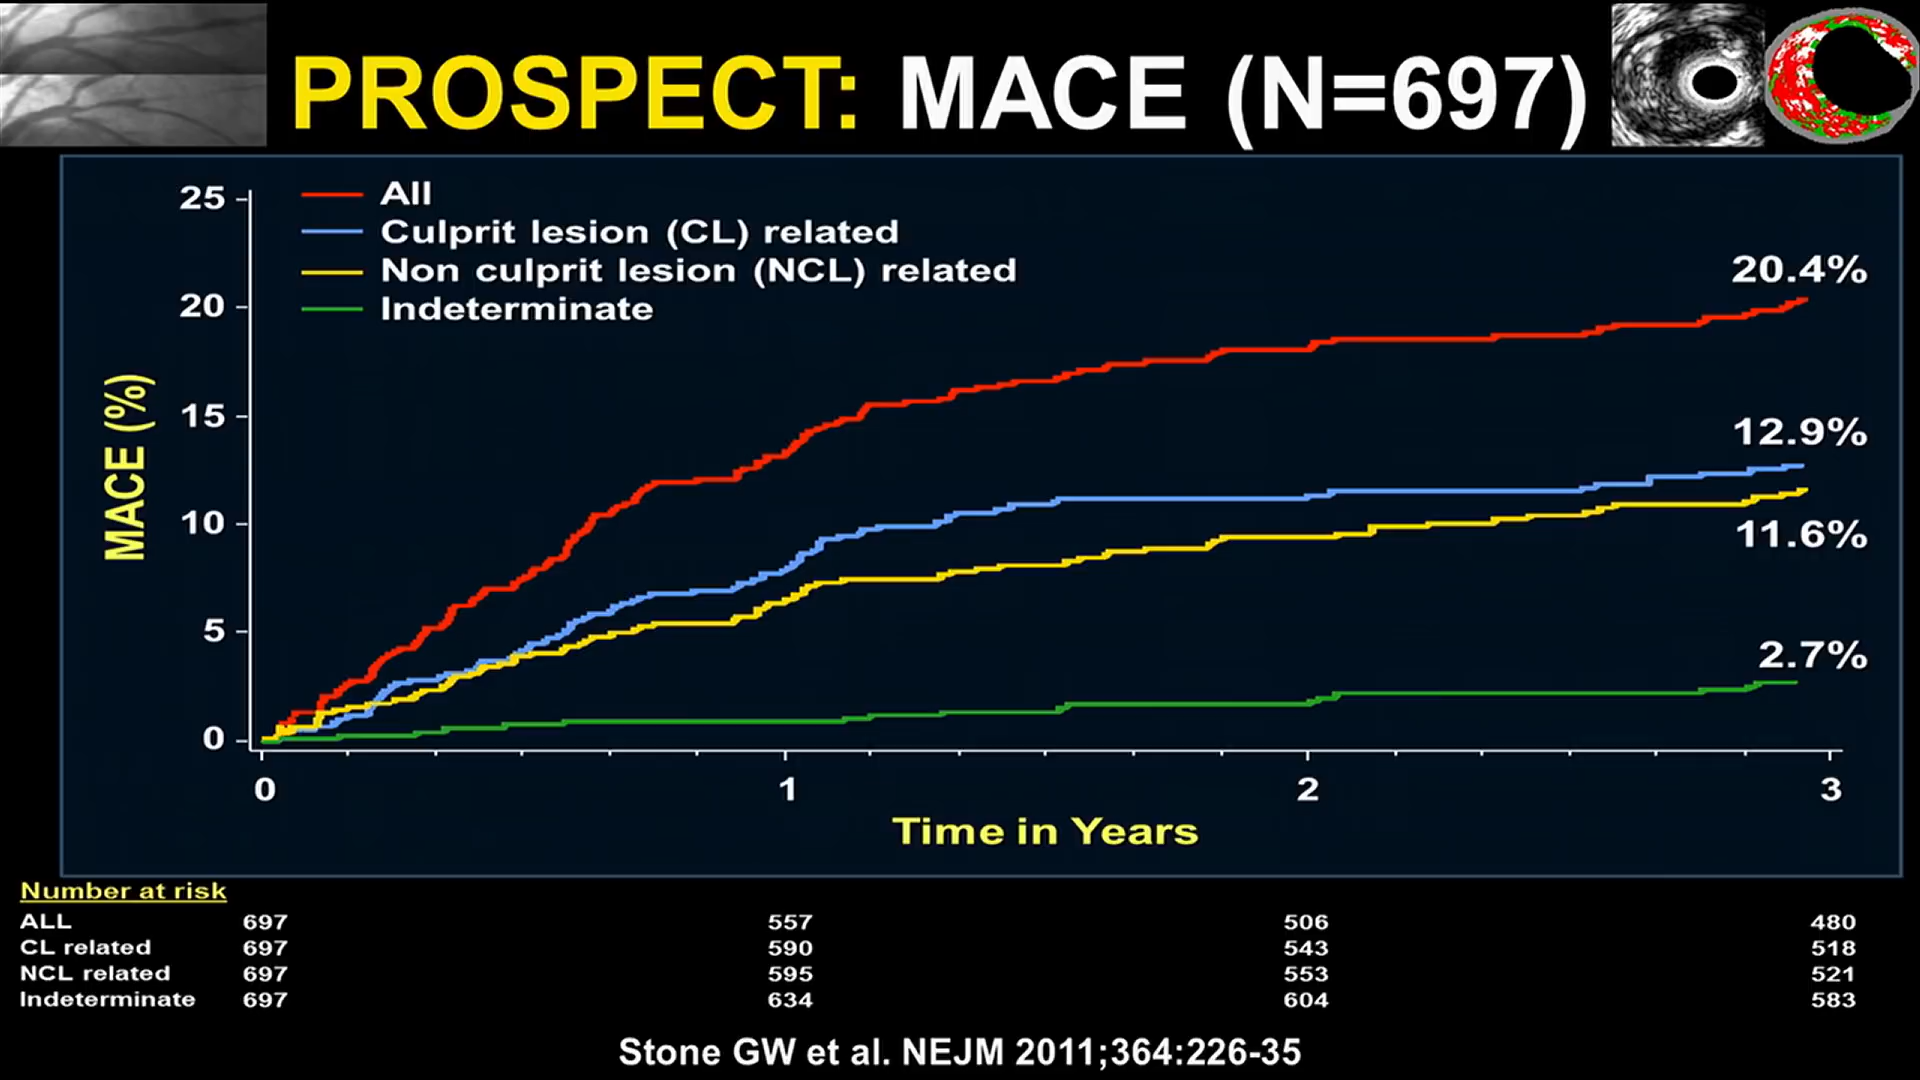 PROSPECT: MACE (N=697)
25
20
15
10
5
0
MACE (%)
All
Culprit lesion (CL) related
Non culprit lesion (NCL) related
Indeterminate
20.4%
12.9%
11.6%
2.7%
0 1 2 3
Time in Years
Number at risk
ALL 697 557 506 480
CL related 697 590 543 518
NCL related 697 595 553 521
Indeterminate 697 634 604 583
Stone GW et al. NEJM 2011;364:226-35